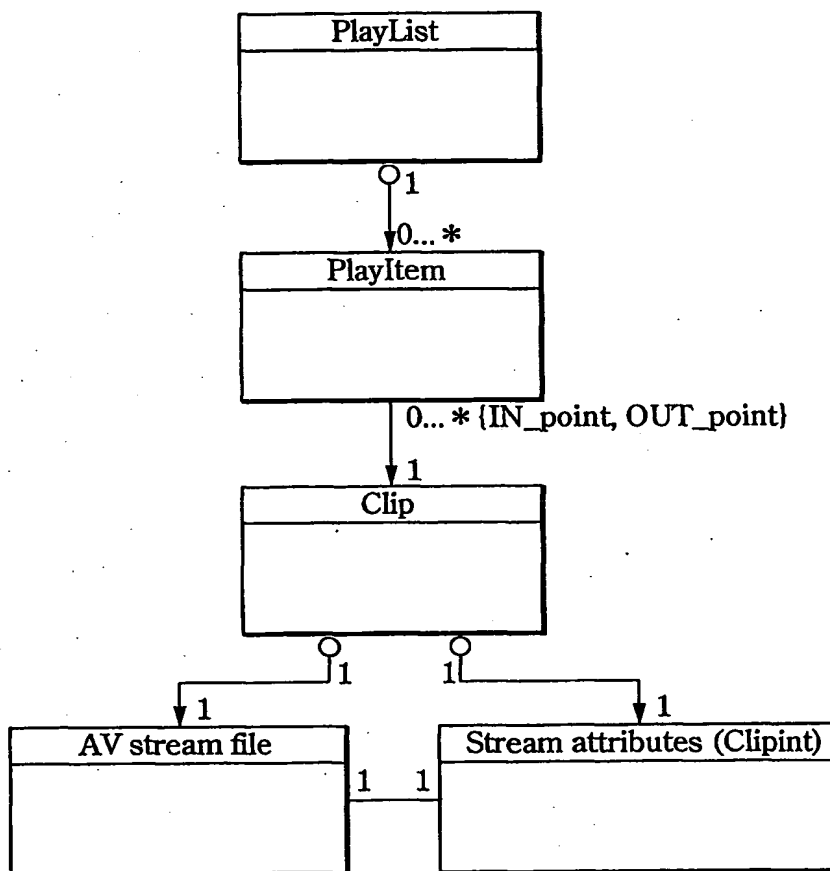 PlayList
1
0... *
PlayItem
0... * {IN_point, OUT_point}
1
Clip
1
1
1
1
AV stream file
Stream attributes (Clipint)
1
1